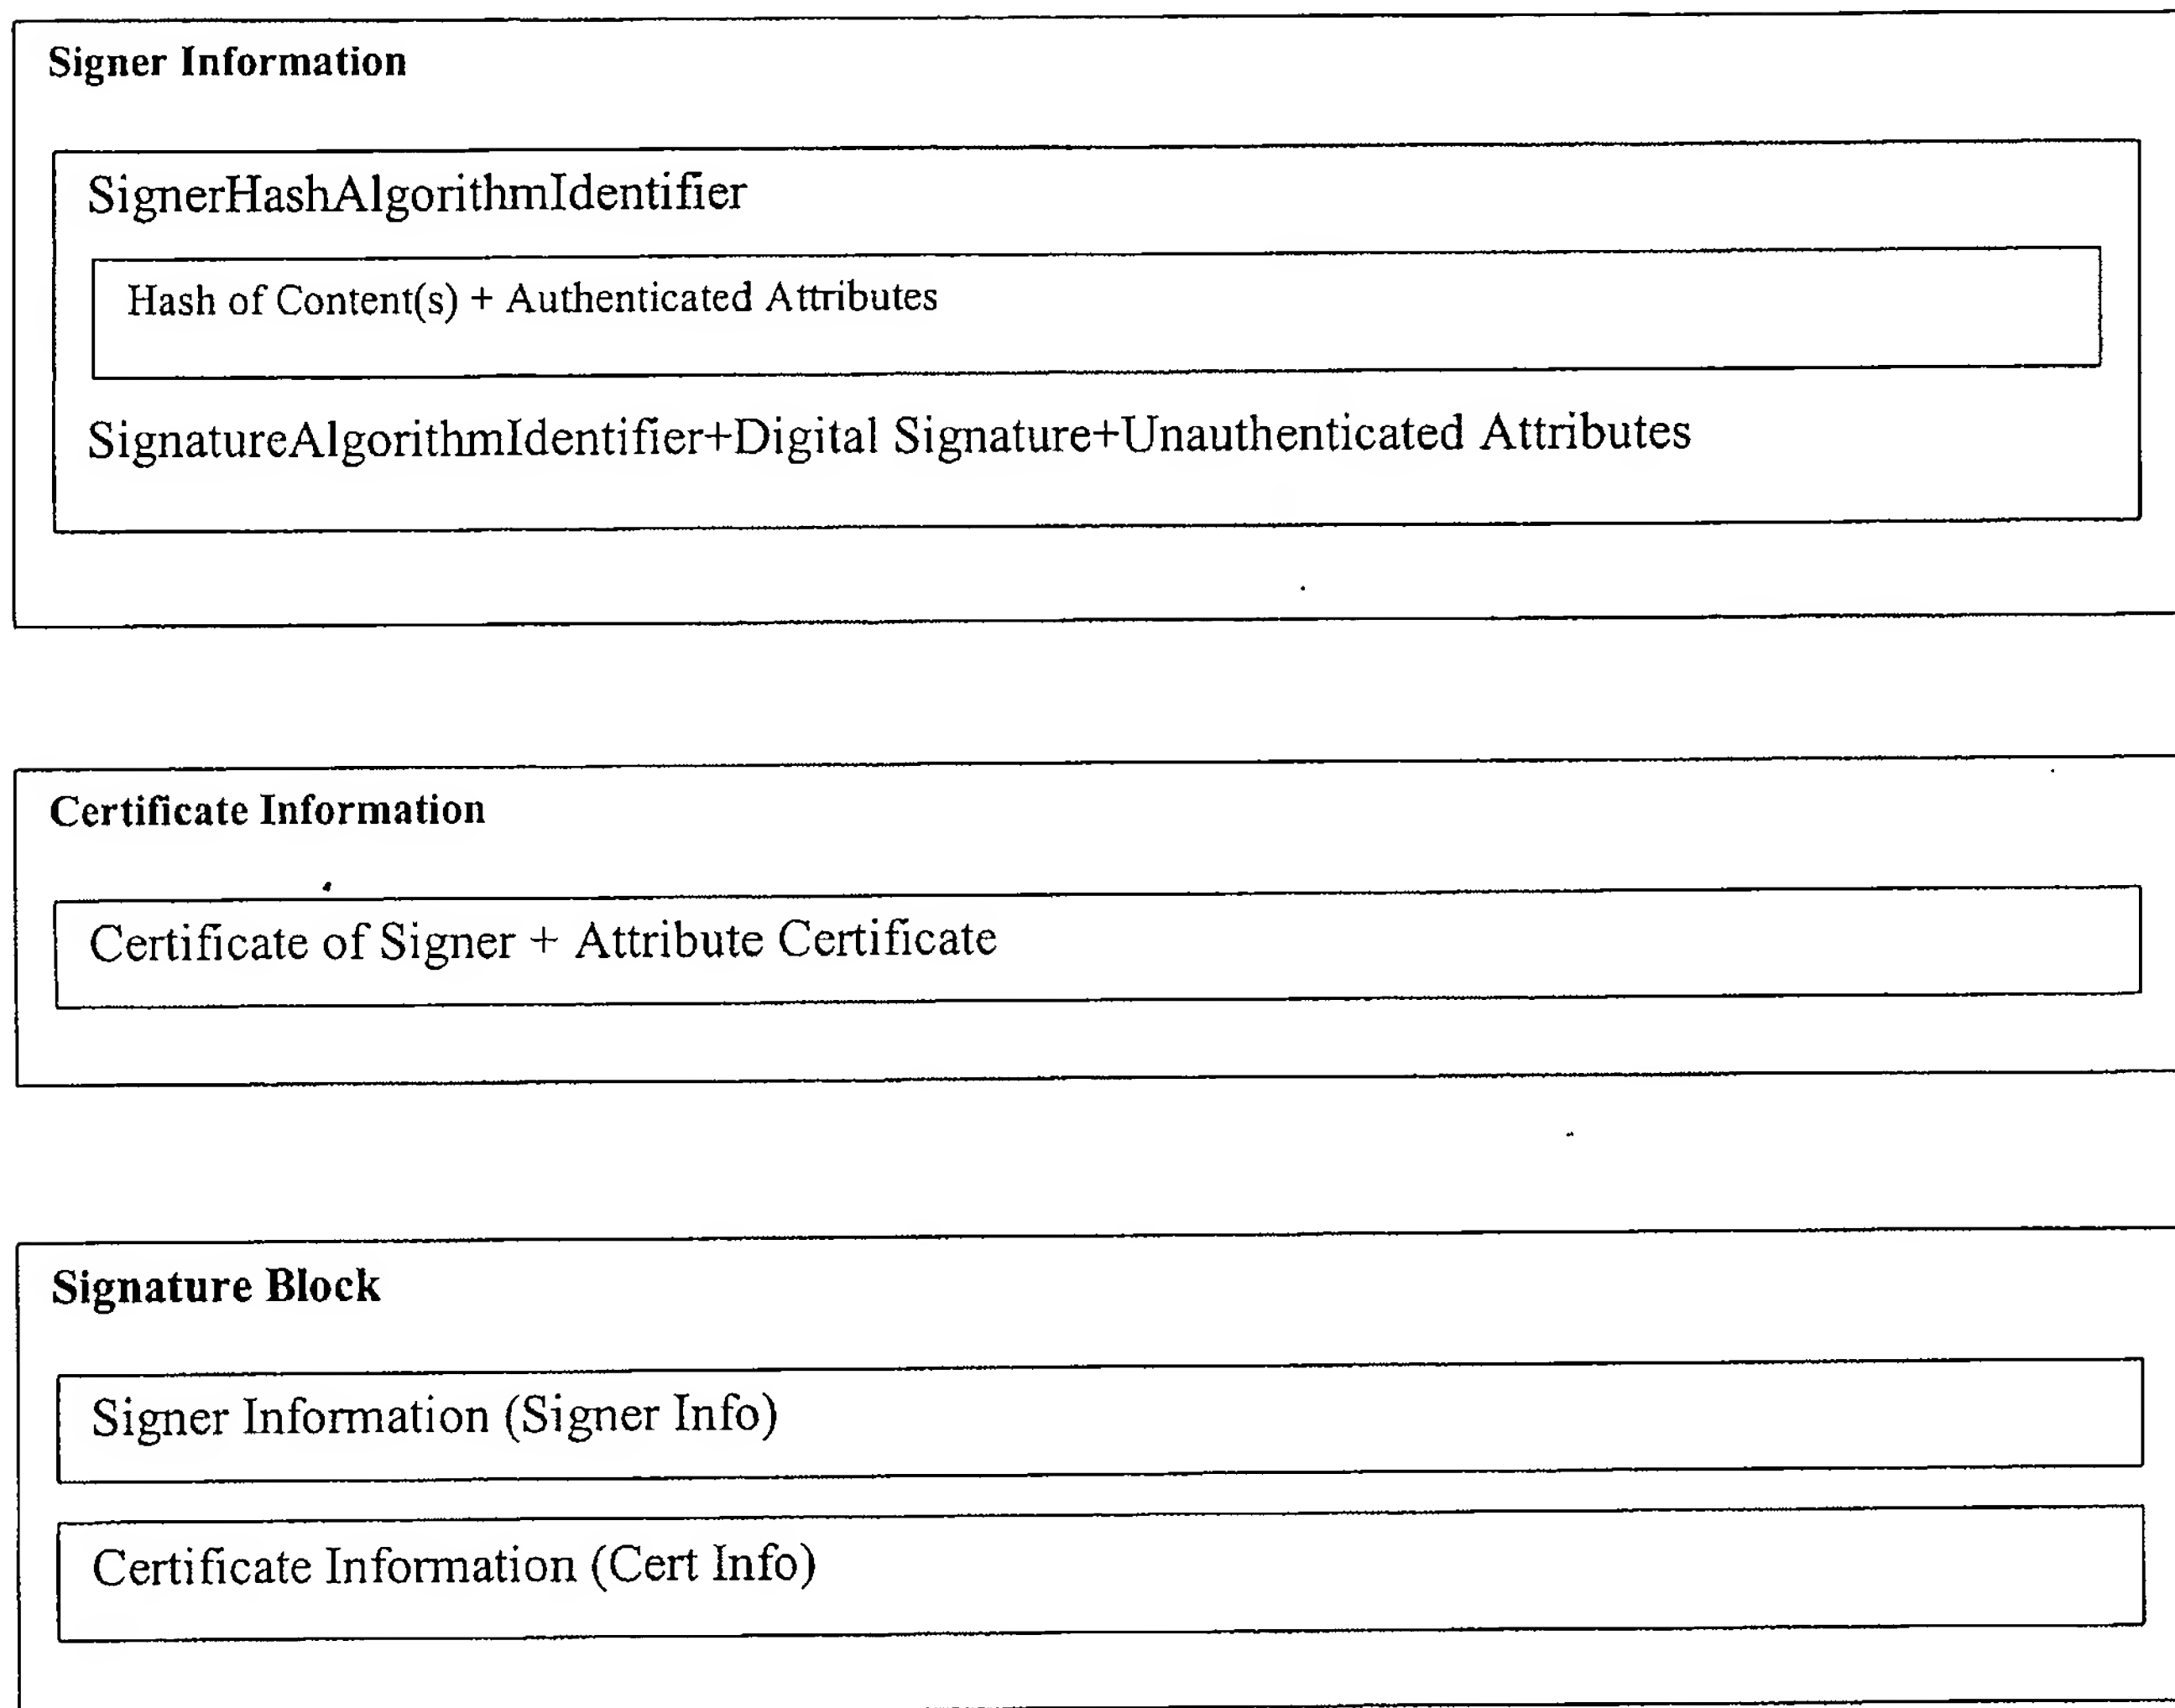 Signer Information
SignerHashAlgorithmIdentifier
Hash of Content(s) + Authenticated Attributes
SignatureAlgorithmIdentifier+Digital Signature+Unauthenticated Attributes
Certificate Information
Certificate of Signer + Attribute Certificate
Signature Block
Signer Information (Signer Info)
Certificate Information (Cert Info)